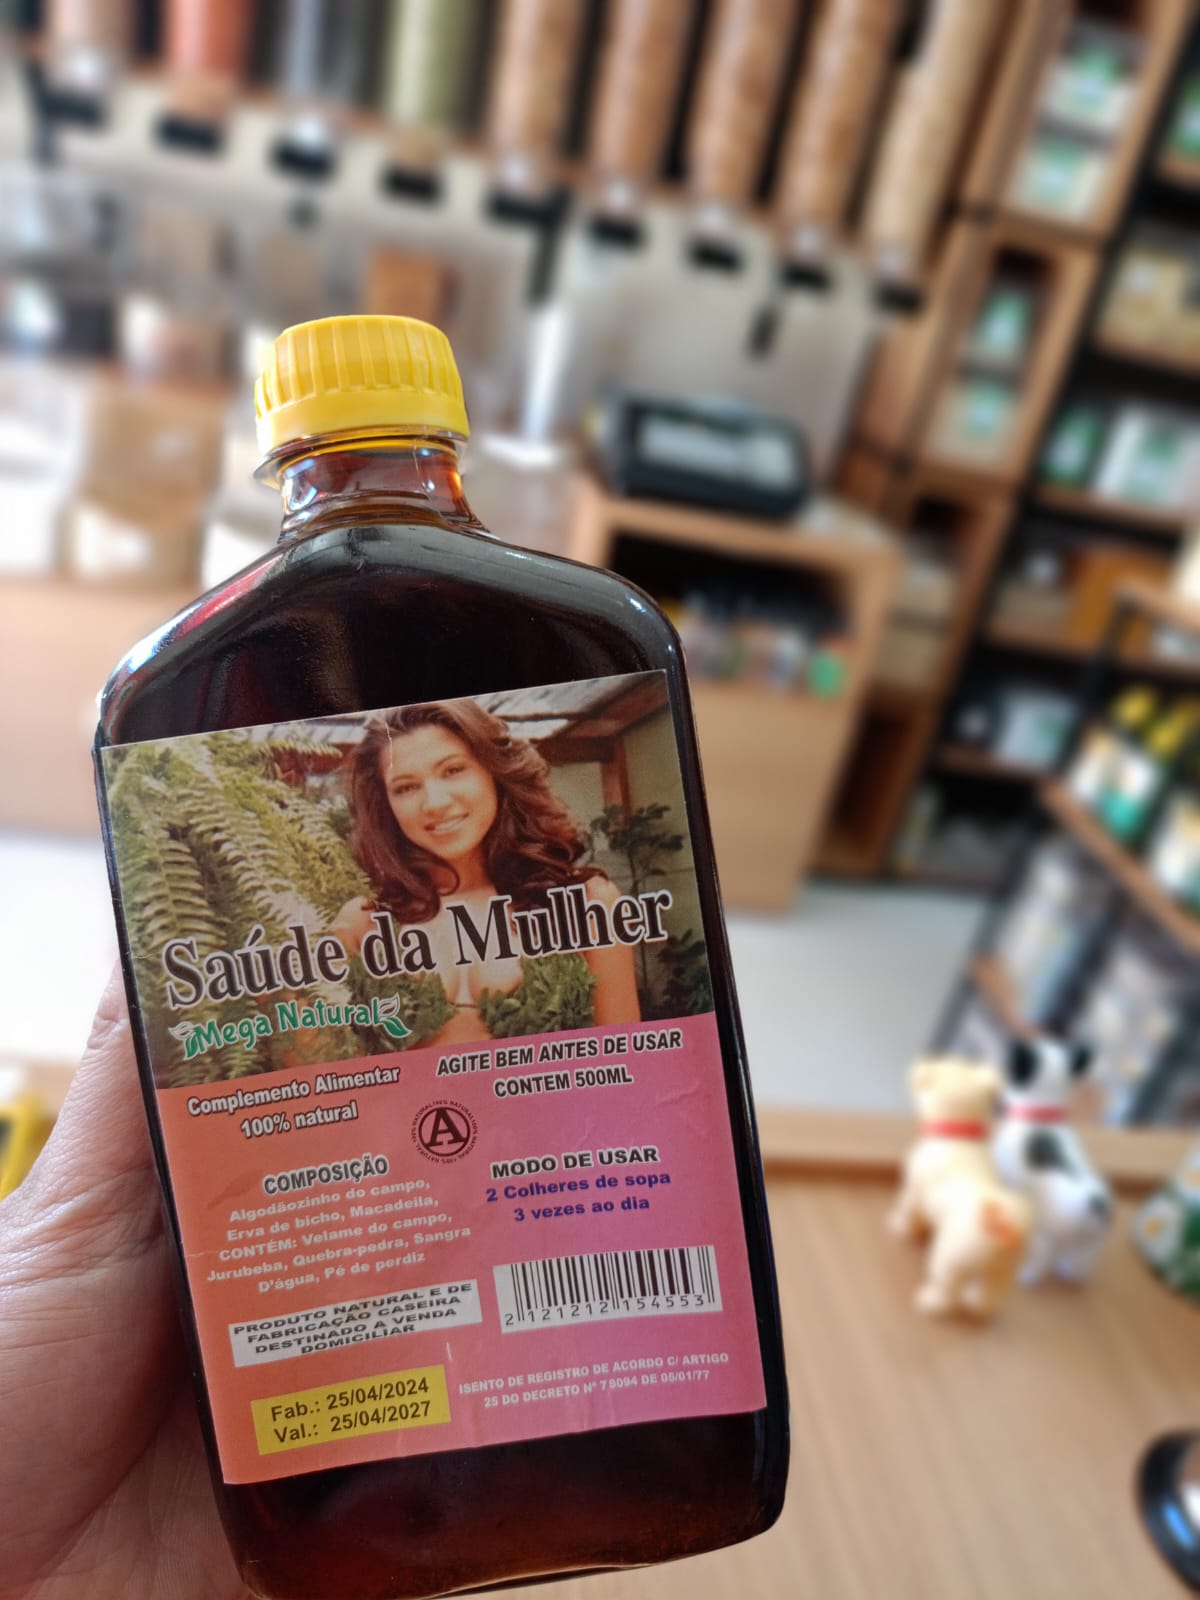 Saúde da Mulher
Mega Natural
Complemento Alimentar
100% natural
AGITE BEM ANTES DE USAR
CONTEM 500ML
A
COMPOSIÇÃO
Algodãozinho do campo,
Erva de bicho, Macadeila,
CONTÉM: Velame do campo,
Jurubeba, Quebra-pedra, Sangra
D'água, Pé de perdiz
MODO DE USAR
2 Colheres de sopa
3 vezes ao dia
PRODUTO NATURAL E DE
FABRICAÇÃO CASEIRA
DESTINADO A VENDA
DOMICILIAR
2 121212 154553
Fab.: 25/04/2024
Val.: 25/04/2027
ISENTO DE REGISTRO DE ACORDO C/ ARTIGO
25 DO DECRETO Nº 79094 DE 05/01/77